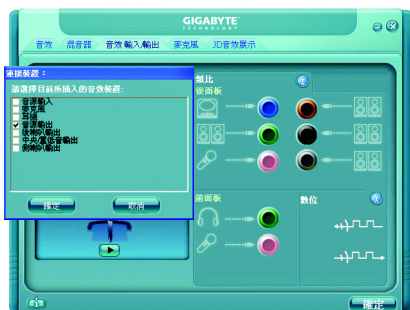 GIGABYTE
TECHNOLOGY
音效 混音器 音效 輸入/輸出 麥克風 3D音效展示
連接裝置：
請選擇目前所插入的音效裝置：
音源輸入
麥克風
耳機
音源輸出
後喇叭輸出
中央/重低音輸出
側喇叭輸出
確定 取消
類比
後面板
前面板
數位
確定